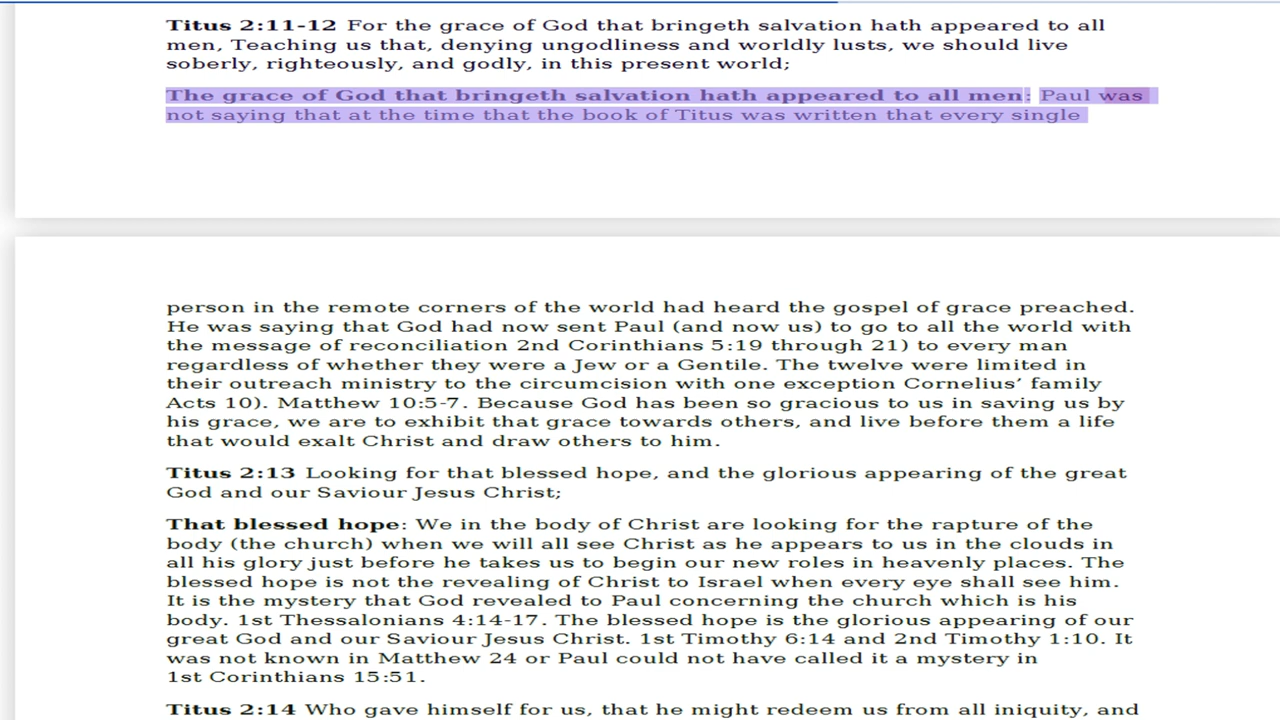 Titus 2:11-12 For the grace of God that bringeth salvation hath appeared to all
men, Teaching us that, denying ungodliness and worldly lusts, we should live
soberly, righteously, and godly, in this present world;
The grace of God that bringeth salvation hath appeared to all men: Paul was
not saying that at the time that the book of Titus was written that every single
person in the remote corners of the world had heard the gospel of grace preached.
He was saying that God had now sent Paul (and now us) to go to all the world with
the message of reconciliation 2nd Corinthians 5:19 through 21) to every man
regardless of whether they were a Jew or a Gentile. The twelve were limited in
their outreach ministry to the circumcision with one exception Cornelius’ family
Acts 10). Matthew 10:5-7. Because God has been so gracious to us in saving us by
his grace, we are to exhibit that grace towards others, and live before them a life
that would exalt Christ and draw others to him.
Titus 2:13 Looking for that blessed hope, and the glorious appearing of the great
God and our Saviour Jesus Christ;
That blessed hope: We in the body of Christ are looking for the rapture of the
body (the church) when we will all see Christ as he appears to us in the clouds in
all his glory just before he takes us to begin our new roles in heavenly places. The
blessed hope is not the revealing of Christ to Israel when every eye shall see him.
It is the mystery that God revealed to Paul concerning the church which is his
body. 1st Thessalonians 4:14-17. The blessed hope is the glorious appearing of our
great God and our Saviour Jesus Christ. 1st Timothy 6:14 and 2nd Timothy 1:10. It
was not known in Matthew 24 or Paul could not have called it a mystery in
1st Corinthians 15:51.
Titus 2:14 Who gave himself for us, that he might redeem us from all iniquity, and